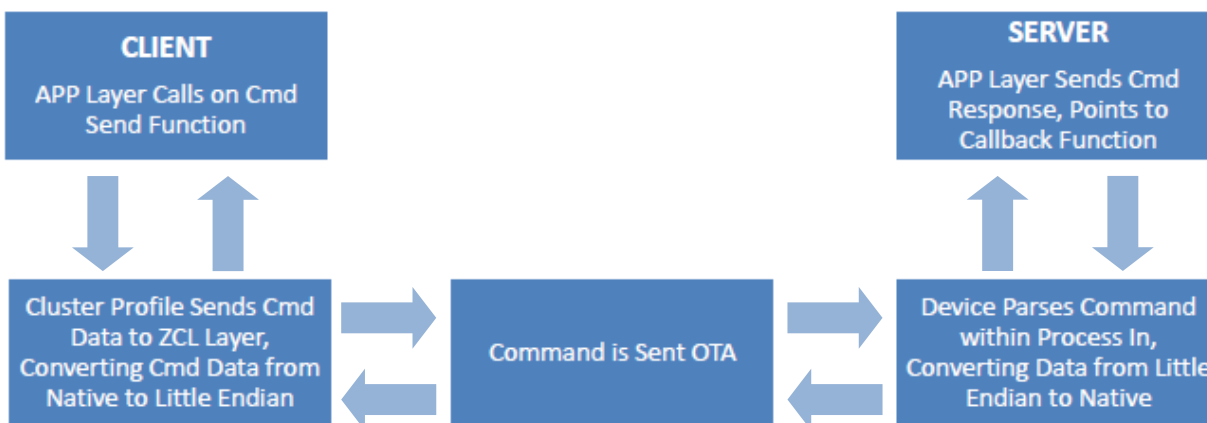 CLIENT
APP Layer Calls on Cmd
Send Function
SERVER
APP Layer Sends Cmd
Response, Points to
Callback Function
Cluster Profile Sends Cmd
Data to ZCL Layer,
Converting Cmd Data from
Native to Little Endian
Command is Sent OTA
Device Parses Command
within Process In,
Converting Data from Little
Endian to Native